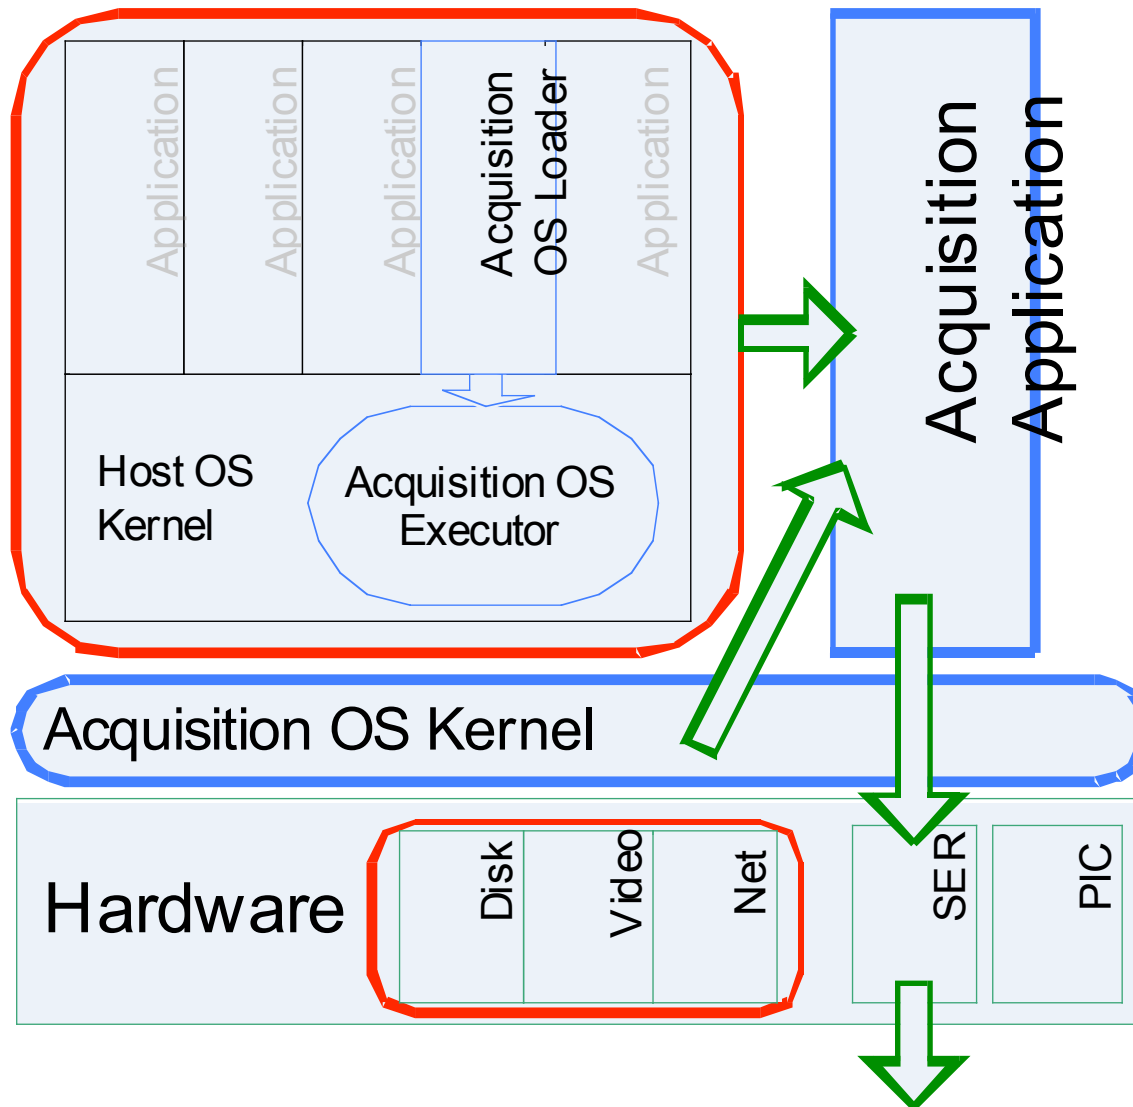 Application
Application
Application
Acquisition
OS Loader
Application
Acquisition
Application
Host OS
Kernel
Acquisition OS
Executor
Acquisition OS Kernel
Hardware
Disk
Video
Net
SER
PIC